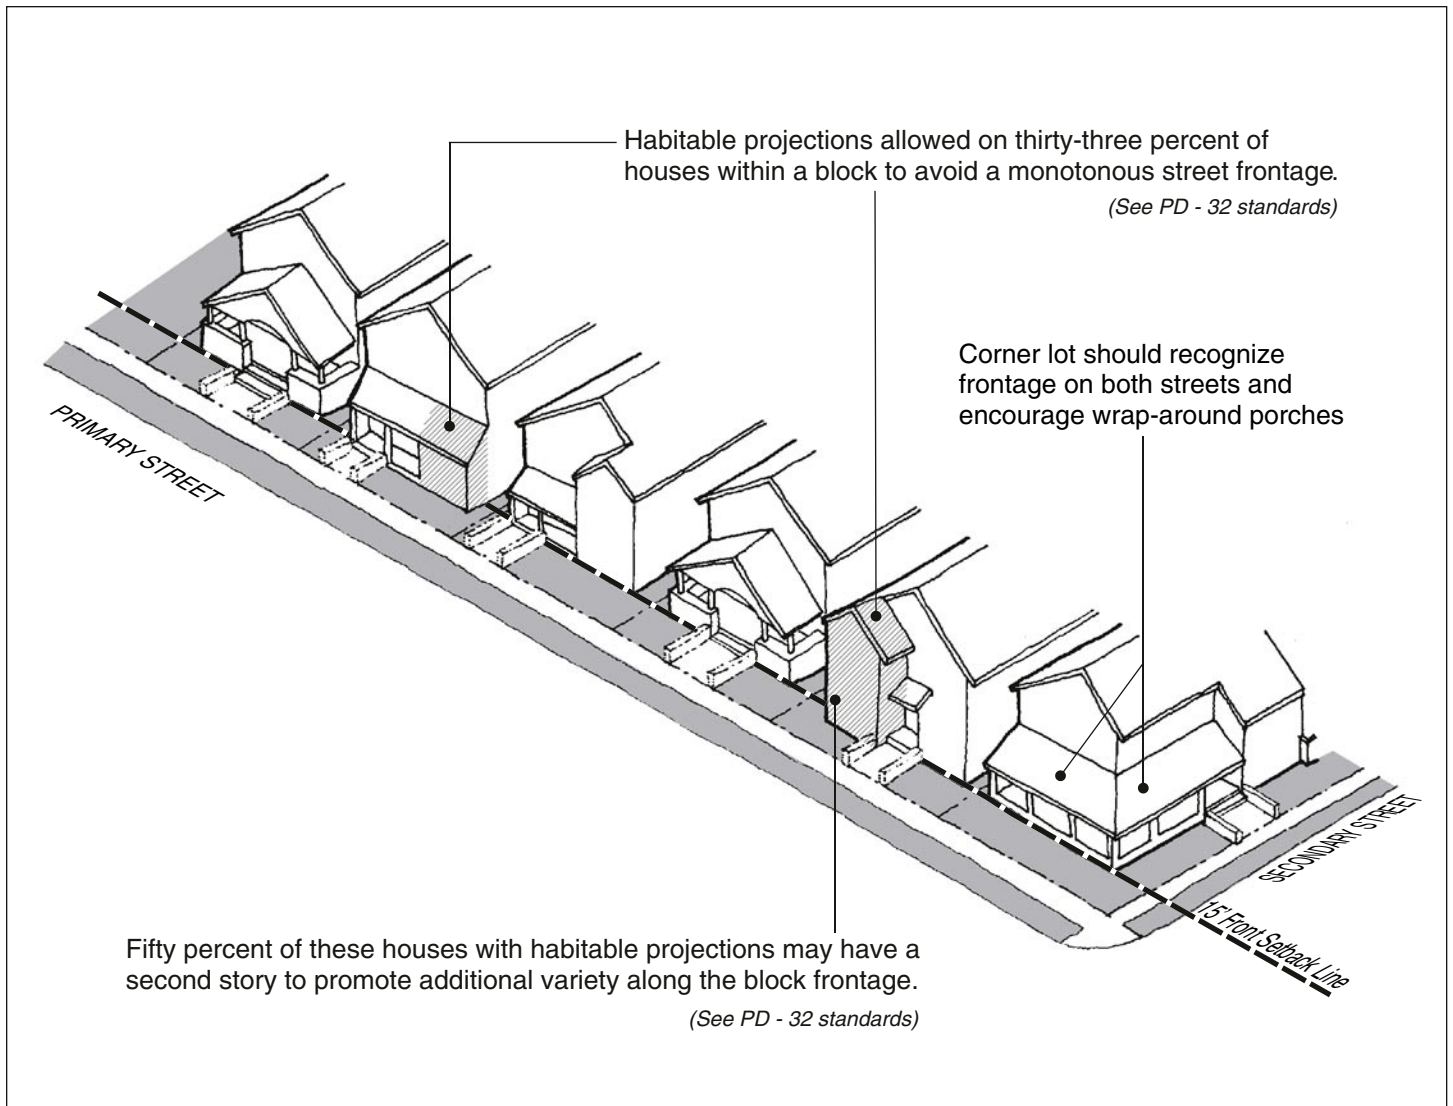 Habitable projections allowed on thirty-three percent of
houses within a block to avoid a monotonous street frontage.
(See PD - 32 standards)
Corner lot should recognize
frontage on both streets and
encourage wrap-around porches
PRIMARY STREET
SECONDARY STREET
15' Front Setback Line
Fifty percent of these houses with habitable projections may have a
second story to promote additional variety along the block frontage.
(See PD - 32 standards)